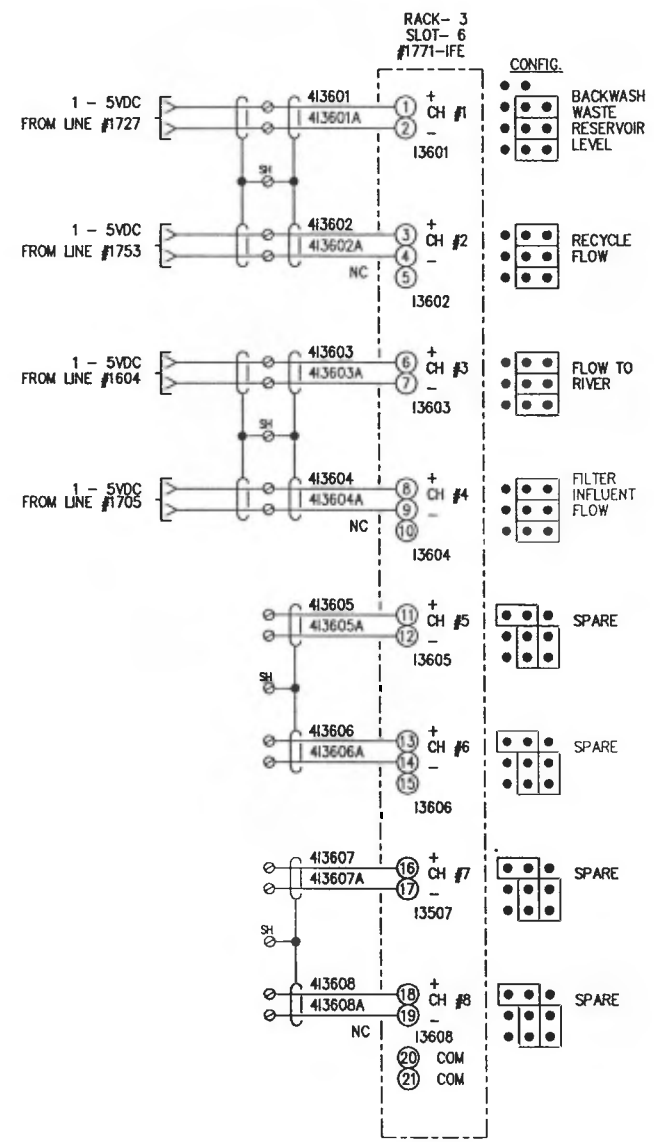 RACK- 3
SLOT- 6
#1771-IFE
CONFIG.
1 - 5VDC
FROM LINE #1727
413601
413601A
1
2
+
CH #1
-
13601
BACKWASH
WASTE
RESERVOIR
LEVEL
SH
1 - 5VDC
FROM LINE #1753
413602
413602A
NC
3
4
5
+
CH #2
-
13602
RECYCLE
FLOW
1 - 5VDC
FROM LINE #1604
413603
413603A
6
7
+
CH #3
-
13603
FLOW TO
RIVER
SH
1 - 5VDC
FROM LINE #1705
413604
413604A
NC
8
9
10
+
CH #4
-
13604
FILTER
INFLUENT
FLOW
413605
413605A
11
12
+
CH #5
-
13605
SPARE
SH
413606
413606A
13
14
15
+
CH #6
-
13606
SPARE
413607
413607A
16
17
+
CH #7
-
13507
SPARE
SH
413608
413608A
NC
18
19
+
CH #8
-
13608
SPARE
20 COM
21 COM